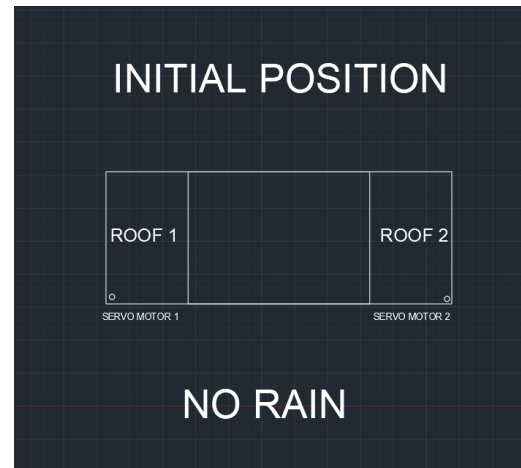 INITIAL POSITION
ROOF 1
ROOF 2
SERVO MOTOR 1
SERVO MOTOR 2
NO RAIN